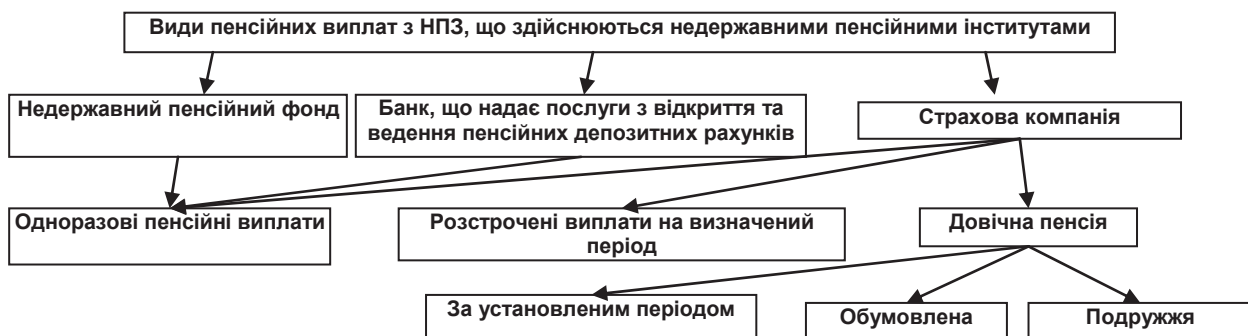 Види пенсійних виплат з НПЗ, що здійснюються недержавними пенсійними інститутами
Недержавний пенсійний фонд
Банк, що надає послуги з відкриття та
ведення пенсійних депозитних рахунків
Страхова компанія
Одноразові пенсійні виплати
Розстрочені виплати на визначений
період
Довічна пенсія
За установленим періодом
Обумовлена
Подружжя